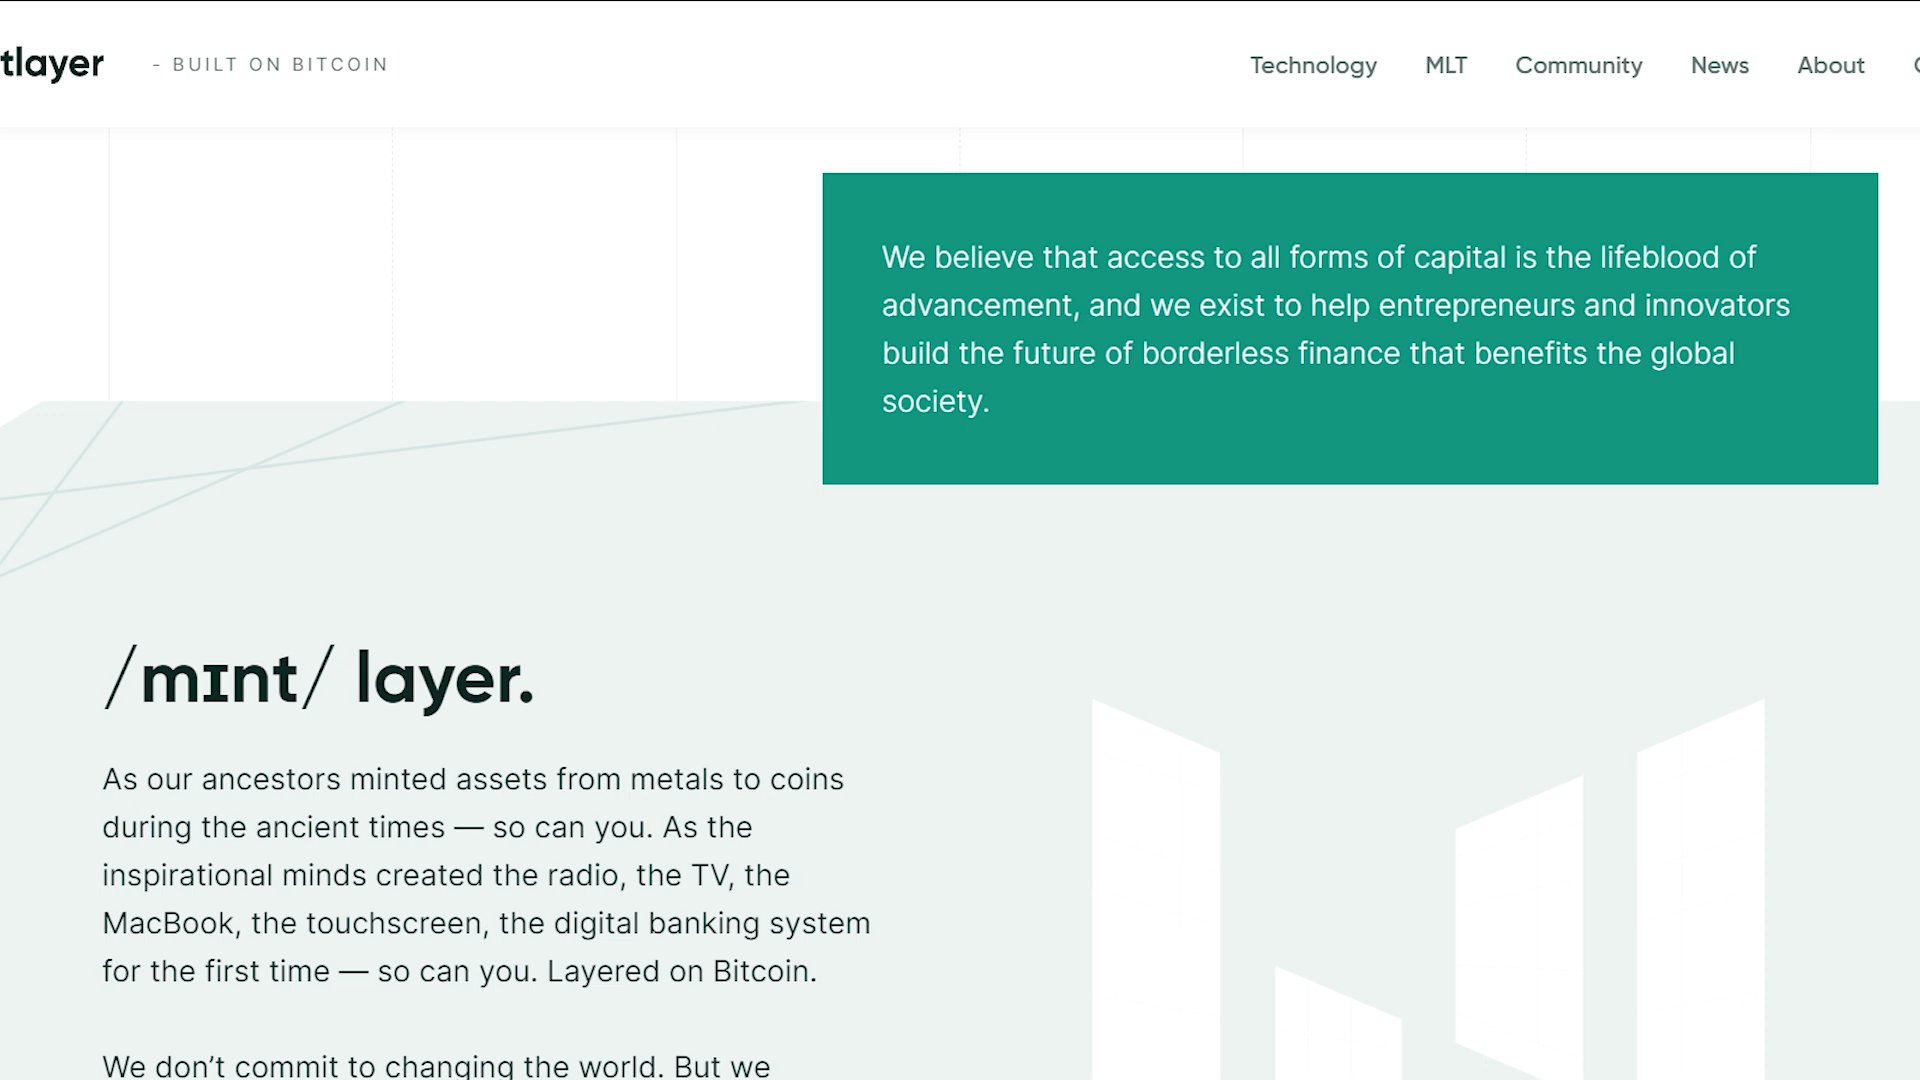 tlayer
- BUILT ON BITCOIN
Technology
MLT
Community
News
About
We believe that access to all forms of capital is the lifeblood of
advancement, and we exist to help entrepreneurs and innovators
build the future of borderless finance that benefits the global
society.
/mɪnt/ layer.
As our ancestors minted assets from metals to coins
during the ancient times — so can you. As the
inspirational minds created the radio, the TV, the
MacBook, the touchscreen, the digital banking system
for the first time — so can you. Layered on Bitcoin.
We don’t commit to changing the world. But we